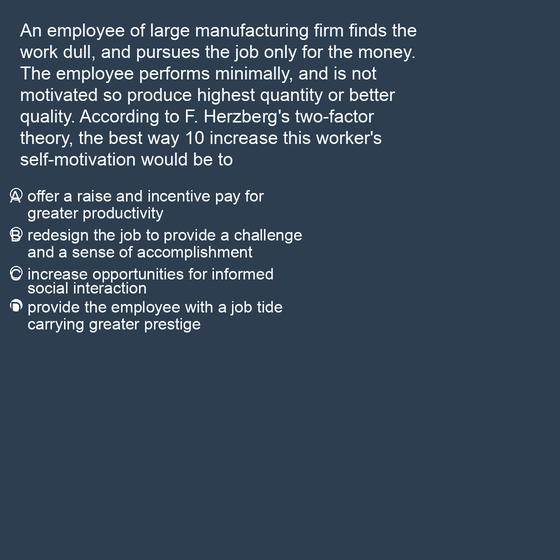 An employee of large manufacturing firm finds the
work dull, and pursues the job only for the money.
The employee performs minimally, and is not
motivated so produce highest quantity or better
quality. According to F. Herzberg's two-factor
theory, the best way 10 increase this worker's
self-motivation would be to
A offer a raise and incentive pay for
greater productivity
B redesign the job to provide a challenge
and a sense of accomplishment
C increase opportunities for informed
social interaction
D provide the employee with a job tide
carrying greater prestige